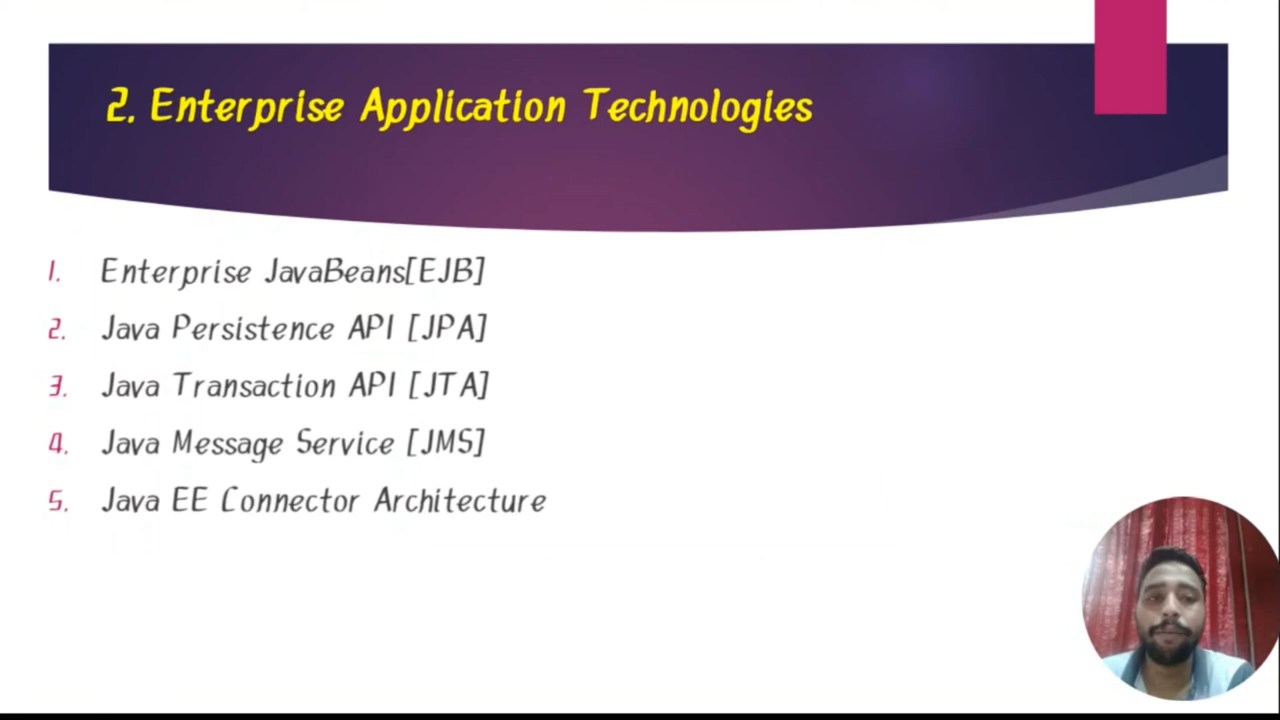 2. Enterprise Application Technologies
1. Enterprise JavaBeans[EJB]
2. Java Persistence API [JPA]
3. Java Transaction API [JTA]
4. Java Message Service [JMS]
5. Java EE Connector Architecture